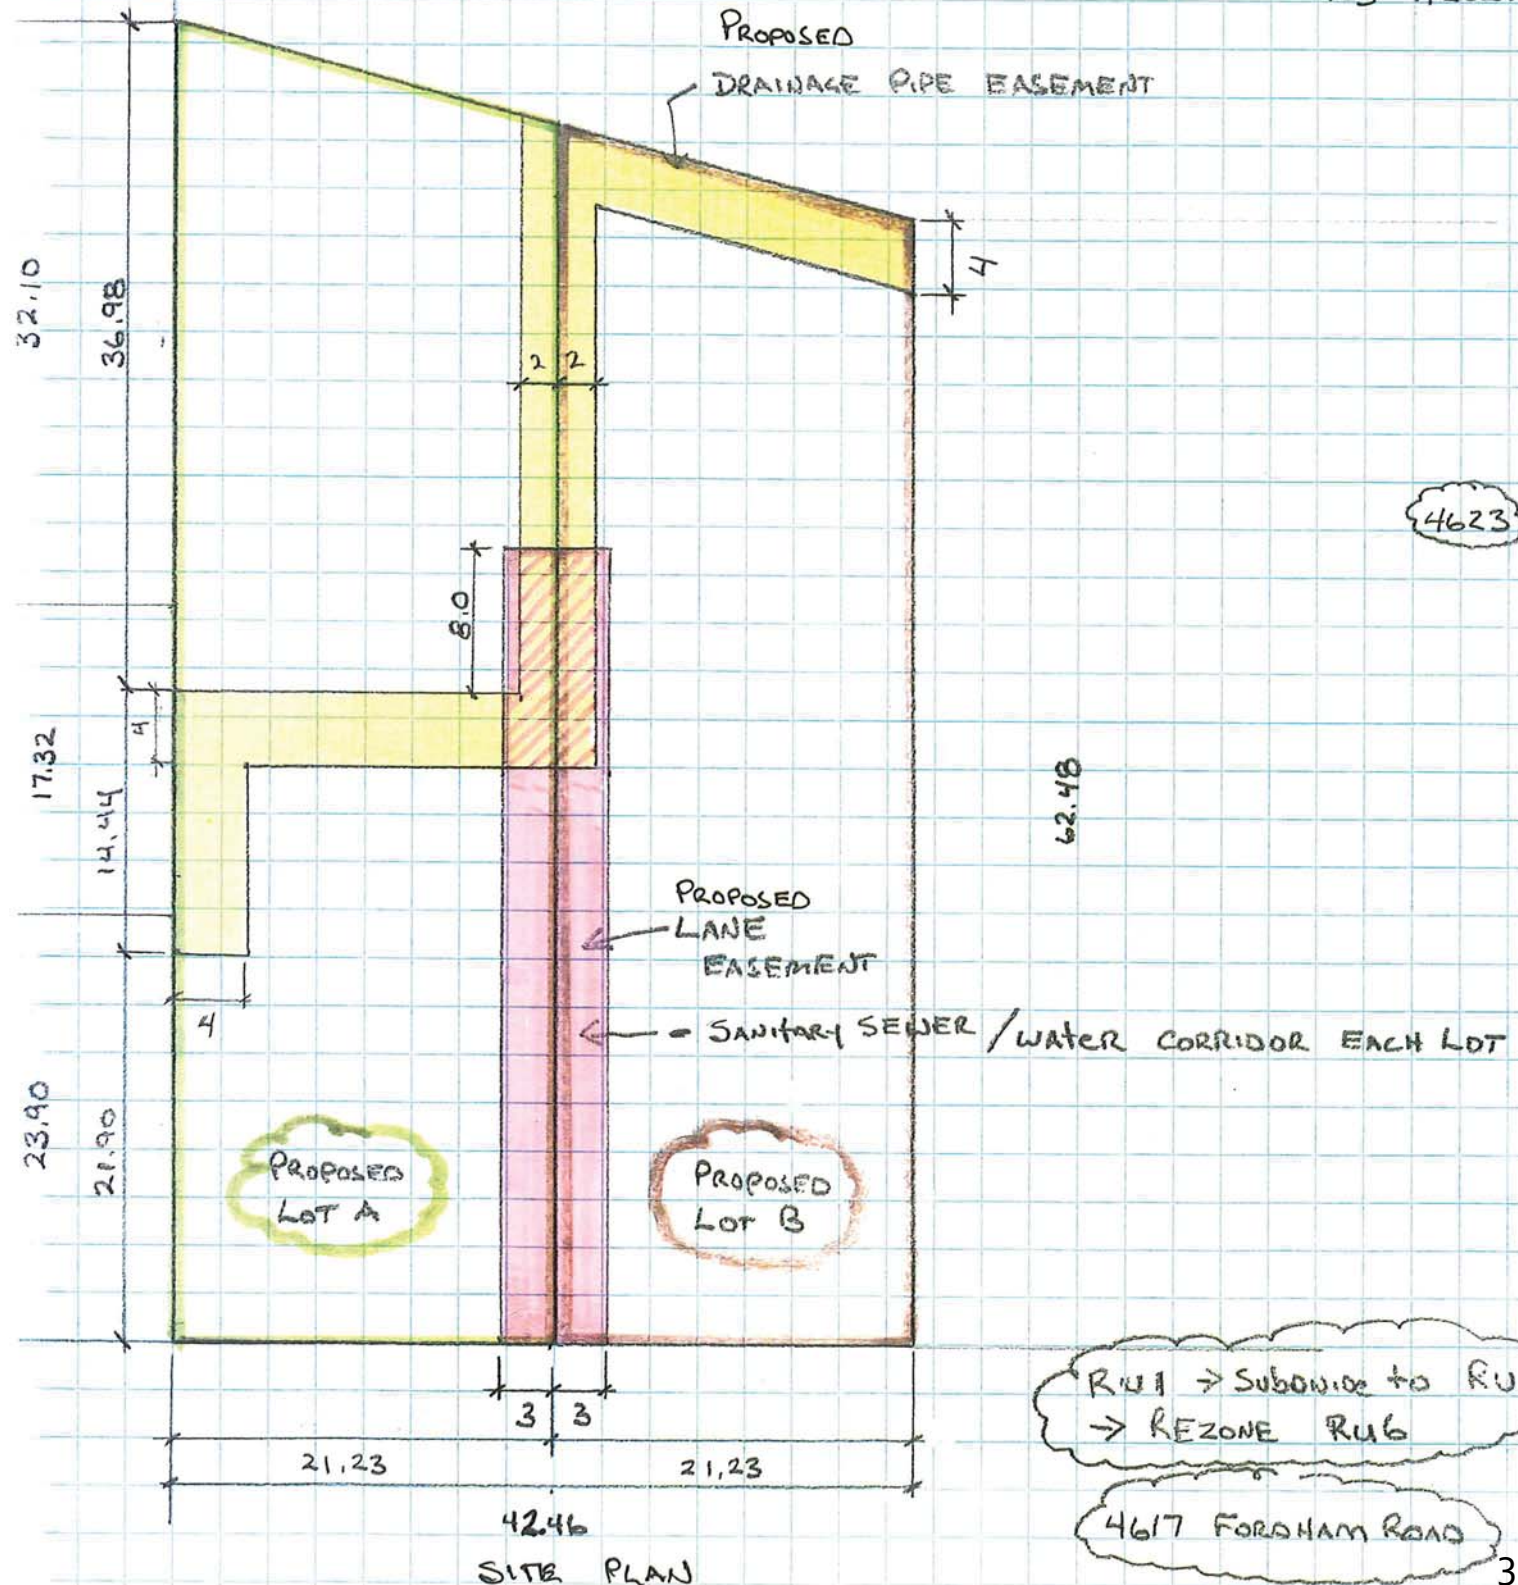 PROPOSED
DRAINAGE PIPE EASEMENT
4
32.10
36.98
2 2
4623
8.0
4
17.32
14.44
62.48
PROPOSED
LANE
EASEMENT
4
- SANITARY SEWER / WATER CORRIDOR EACH LOT
23.90
21.90
PROPOSED
LOT A
PROPOSED
LOT B
3 3
RU1 → SUBDIVIDE to RU
→ REZONE RU6
21.23
21.23
42.46
4617 FORDHAM ROAD
SITE PLAN
3